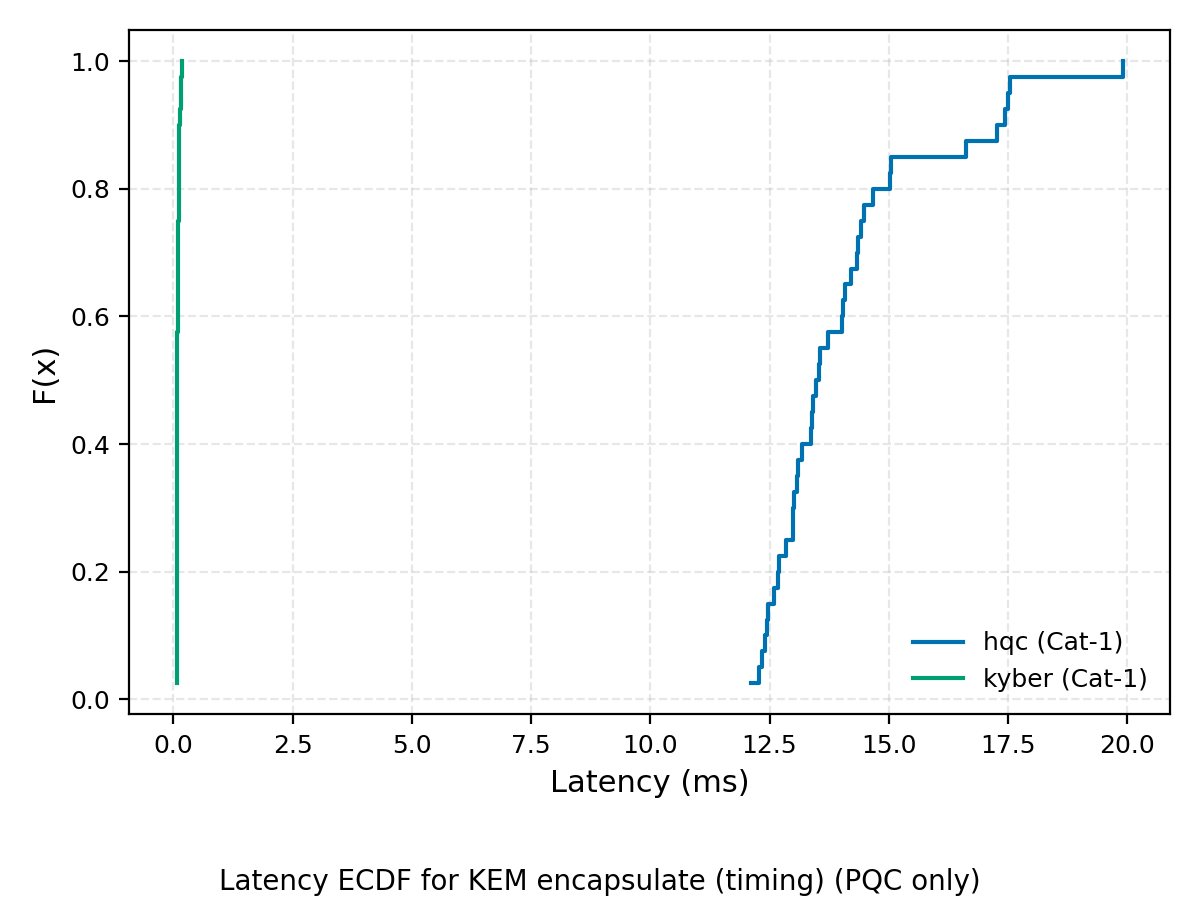 1.0
0.8
0.6
0.4
0.2
0.0
F(x)
hqc (Cat-1)
kyber (Cat-1)
0.0 2.5 5.0 7.5 10.0 12.5 15.0 17.5 20.0
Latency (ms)
Latency ECDF for KEM encapsulate (timing) (PQC only)